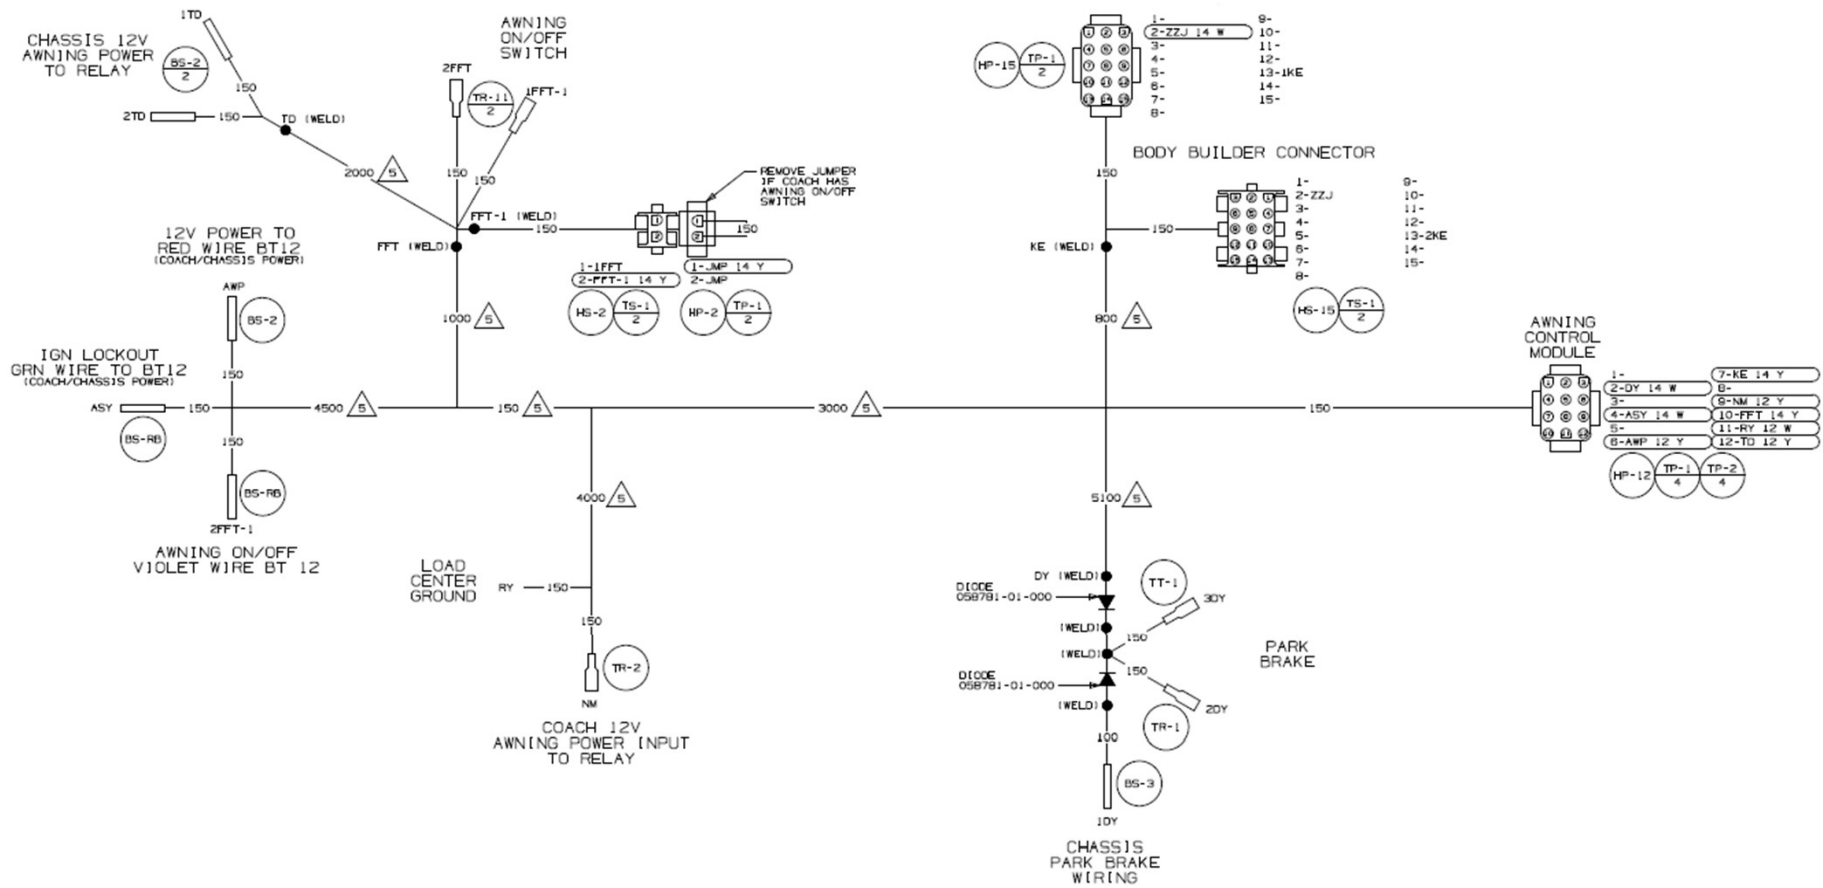 1TD
CHASSIS 12V
AWNING POWER
TO RELAY
BS-2
2
150
2TD
150
TD (WELD)
2000
5
AWNING
ON/OFF
SWITCH
2FFT
TR-11
2
1FFT-1
150
150
FFT-1 (WELD)
150
FFT (WELD)
REMOVE JUMPER
IF COACH HAS
AWNING ON/OFF
SWITCH
1
2
1
2
150
1-1FFT
2-FFT-1 14 Y
1-JMP 14 Y
2-JMP
HS-2
TS-1
2
HP-2
TP-1
2
1000
5
12V POWER TO
RED WIRE BT12
(COACH/CHASSIS POWER)
AWP
BS-2
150
IGN LOCKOUT
GRN WIRE TO BT12
(COACH/CHASSIS POWER)
ASY
150
BS-RB
150
BS-RB
2FFT-1
AWNING ON/OFF
VIOLET WIRE BT 12
4500
5
150
5
3000
5
150
4000
5
LOAD
CENTER
GROUND
RY
150
150
TR-2
NM
COACH 12V
AWNING POWER INPUT
TO RELAY
HP-15
TP-1
2
1-
2-ZZJ 14 W
3-
4-
5-
6-
7-
8-
9-
10-
11-
12-
13-1KE
14-
15-
150
BODY BUILDER CONNECTOR
150
KE (WELD)
1-
2-ZZJ
3-
4-
5-
6-
7-
8-
9-
10-
11-
12-
13-2KE
14-
15-
HS-15
TS-1
2
800
5
AWNING
CONTROL
MODULE
1-
2-DY 14 W
3-
4-ASY 14 W
5-
6-AWP 12 Y
7-KE 14 Y
8-
9-NM 12 Y
10-FFT 14 Y
11-RY 12 W
12-TD 12 Y
HP-12
TP-1
4
TP-2
4
5100
5
DY (WELD)
DIODE
058781-01-000
(WELD)
(WELD)
TT-1
3DY
150
150
PARK
BRAKE
DIODE
058781-01-000
(WELD)
2DY
TR-1
100
BS-3
1DY
CHASSIS
PARK BRAKE
WIRING